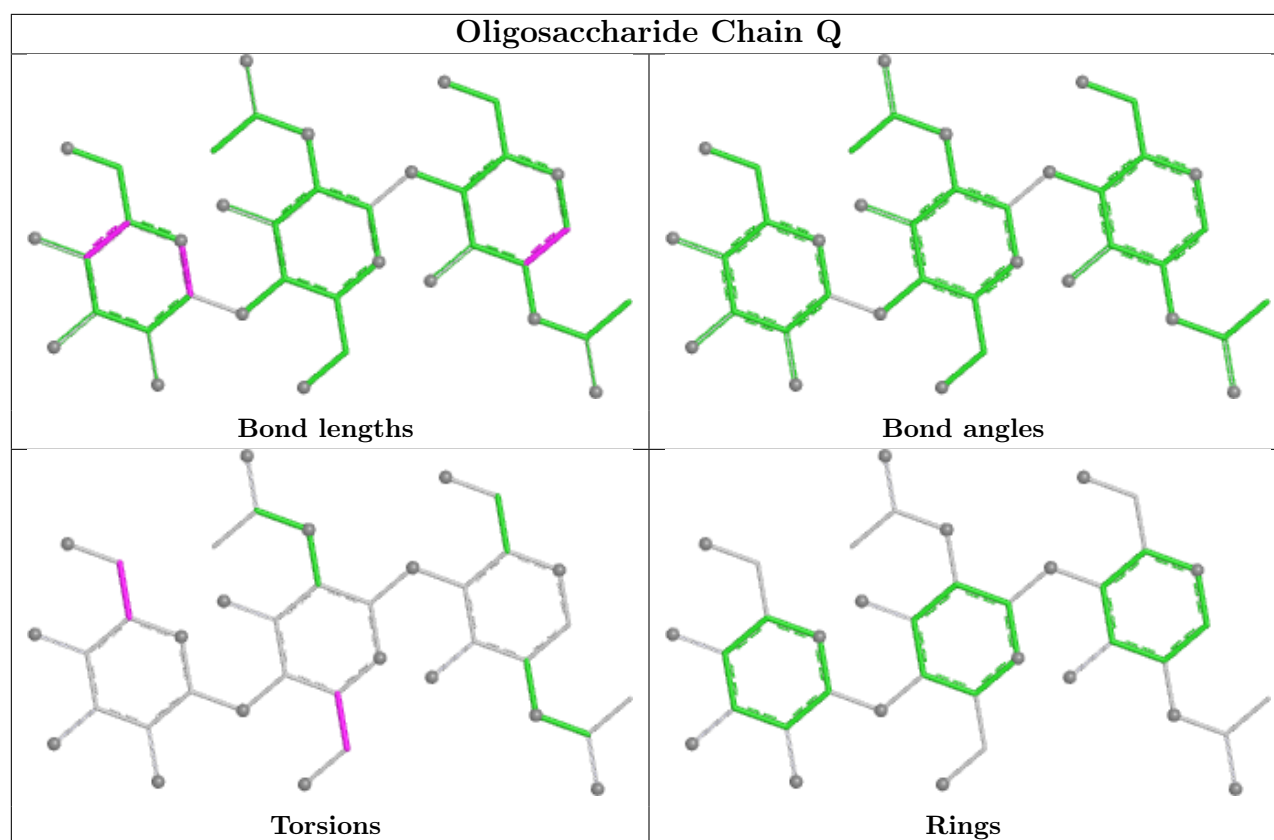 Oligosaccharide Chain Q
Bond lengths
Bond angles
Torsions
Rings